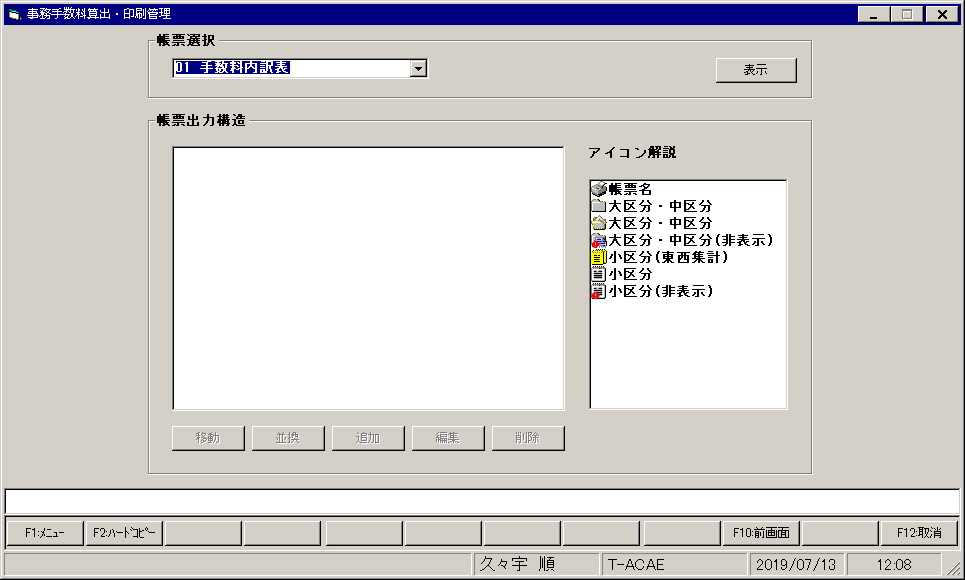 事務手数料算出・印刷管理
帳票選択
01 手数料内訳表
表示
帳票出力構造
アイコン解説
帳票名
大区分・中区分
大区分・中区分
大区分・中区分(非表示)
小区分(東西集計)
小区分
小区分(非表示)
移動 並換 追加 編集 削除
F1:ﾒﾆｭｰ F2:ﾊｰﾄﾞｺﾋﾟｰ F10:前画面 F12:取消
久々宇 順 T-ACAE 2019/07/13 12:08